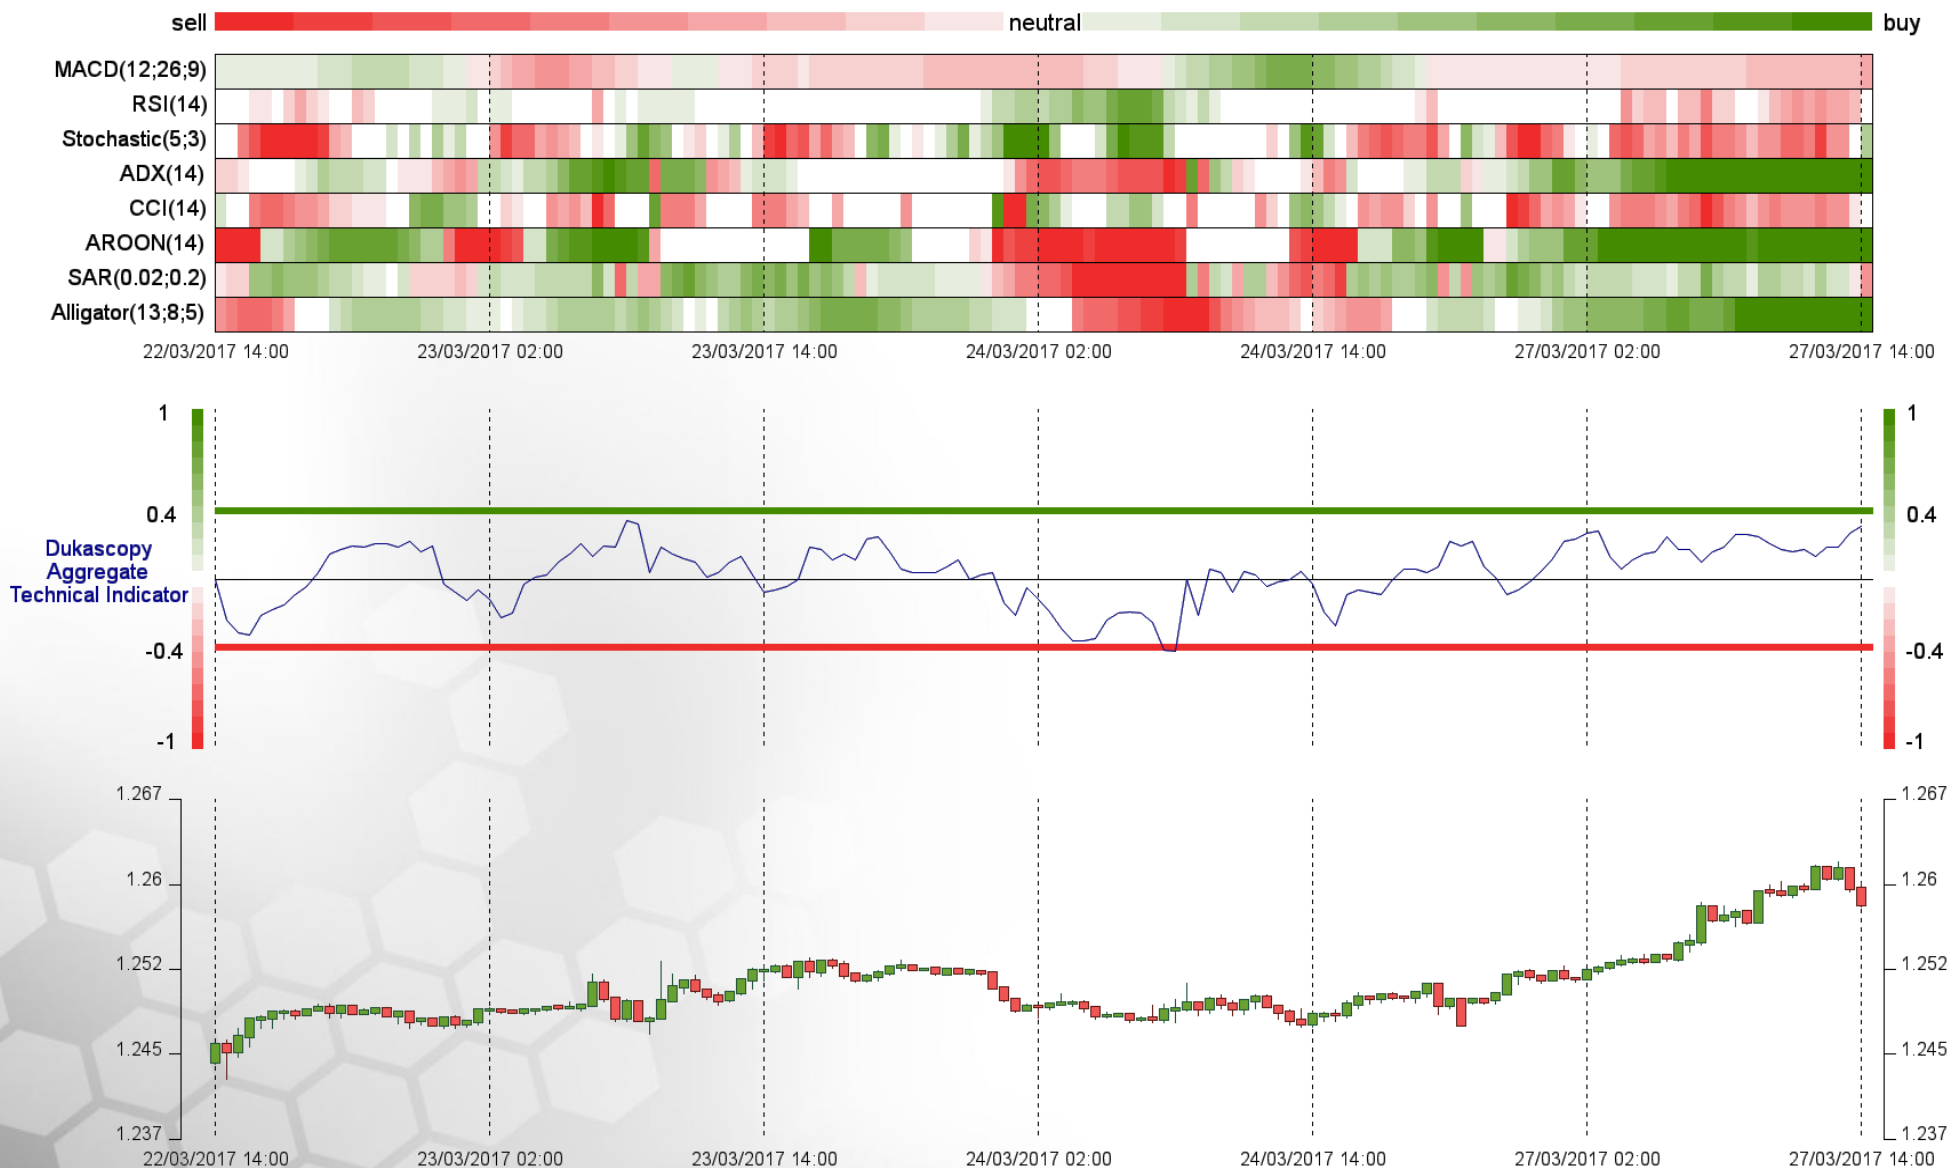 sell neutral buy
MACD(12;26;9)
RSI(14)
Stochastic(5;3)
ADX(14)
CCI(14)
AROON(14)
SAR(0.02;0.2)
Alligator(13;8;5)
22/03/2017 14:00 23/03/2017 02:00 23/03/2017 14:00 24/03/2017 02:00 24/03/2017 14:00 27/03/2017 02:00 27/03/2017 14:00
1 1
0.4 0.4
Dukascopy
Aggregate
Technical Indicator
-0.4 -0.4
-1 -1
1.267 1.267
1.26 1.26
1.252 1.252
1.245 1.245
1.237 1.237
22/03/2017 14:00 23/03/2017 02:00 23/03/2017 14:00 24/03/2017 02:00 24/03/2017 14:00 27/03/2017 02:00 27/03/2017 14:00